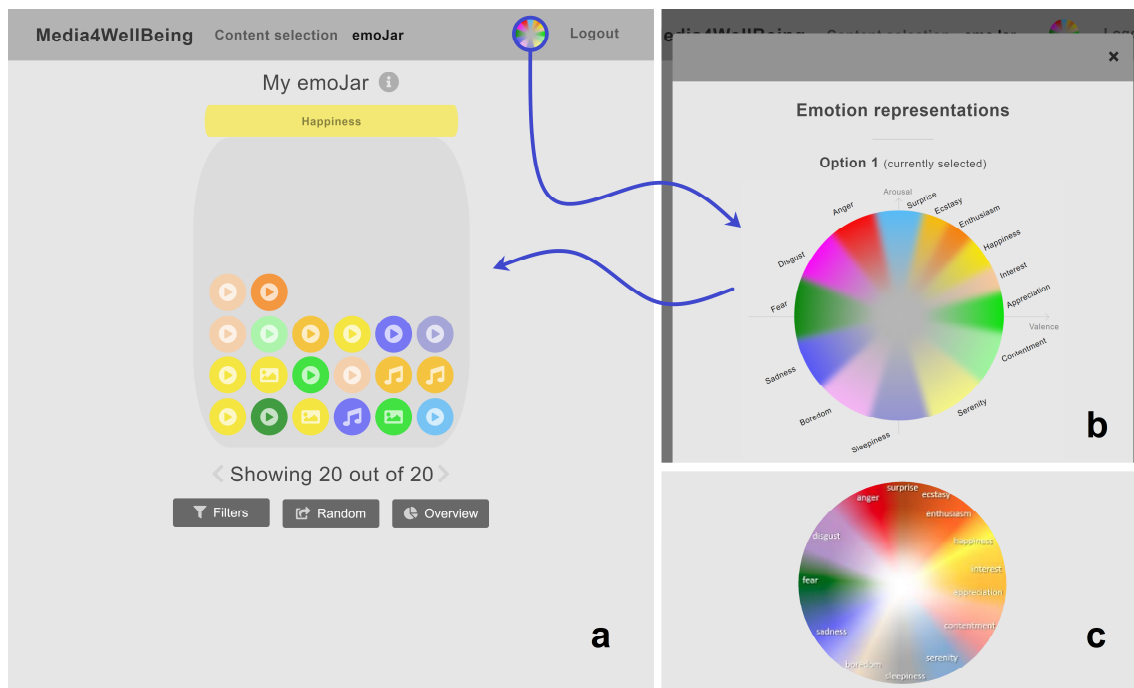 Media4WellBeing Content selection emoJar Logout
My emoJar
Happiness
Showing 20 out of 20
Filters Random Overview
a
Content selection emoJar
×
Emotion representations
Option 1 (currently selected)
Arousal
Surprise
Ecstasy
Enthusiasm
Anger
Happiness
Disgust
Interest
Appreciation
Fear
Valence
Contentment
Sadness
Serenity
Boredom
Sleepiness
b
surprise
anger
ecstasy
enthusiasm
disgust
happiness
interest
fear
appreciation
contentment
sadness
serenity
boredom
sleepiness
c